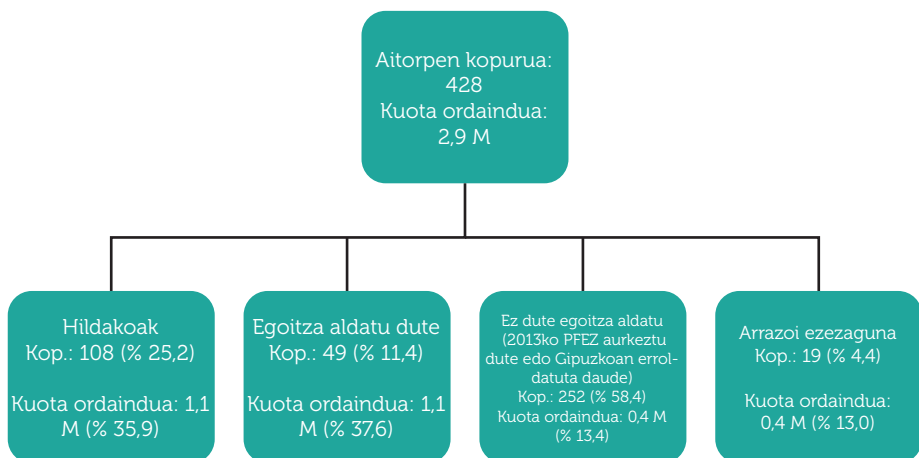 Aitorpen kopurua:
428
Kuota ordaindua:
2,9 M
Hildakoak
Kop.: 108 (% 25,2)
Kuota ordaindua: 1,1
M (% 35,9)
Egoitza aldatu dute
Kop.: 49 (% 11,4)
Kuota ordaindua: 1,1
M (% 37,6)
Ez dute egoitza aldatu
(2013ko PFEZ aurkeztu
dute edo Gipuzkoan errol-
datuta daude)
Kop.: 252 (% 58,4)
Kuota ordaindua: 0,4 M
(% 13,4)
Arrazoi ezezaguna
Kop.: 19 (% 4,4)
Kuota ordaindua:
0,4 M (% 13,0)